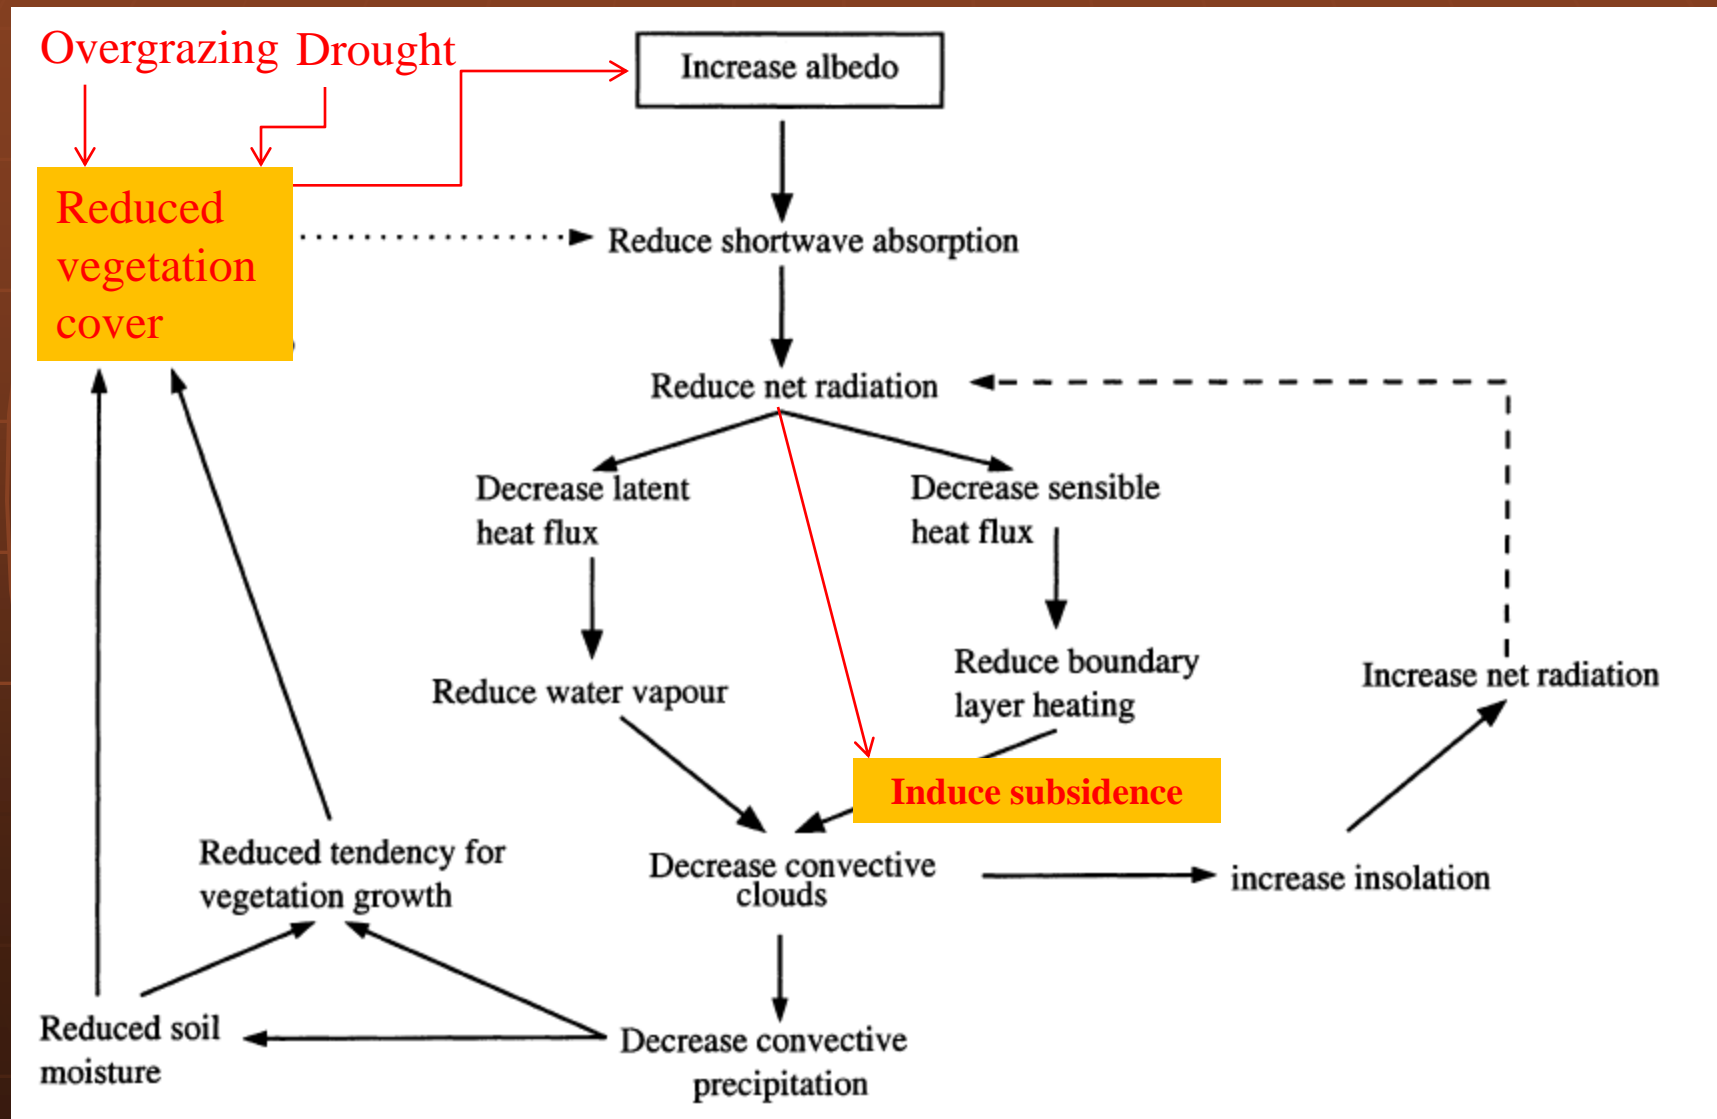 Overgrazing Drought
Increase albedo
Reduced
vegetation
cover
Reduce shortwave absorption
Reduce net radiation
Decrease latent
heat flux
Decrease sensible
heat flux
Reduce water vapour
Reduce boundary
layer heating
Increase net radiation
Induce subsidence
Reduced tendency for
vegetation growth
Decrease convective
clouds
increase insolation
Reduced soil
moisture
Decrease convective
precipitation